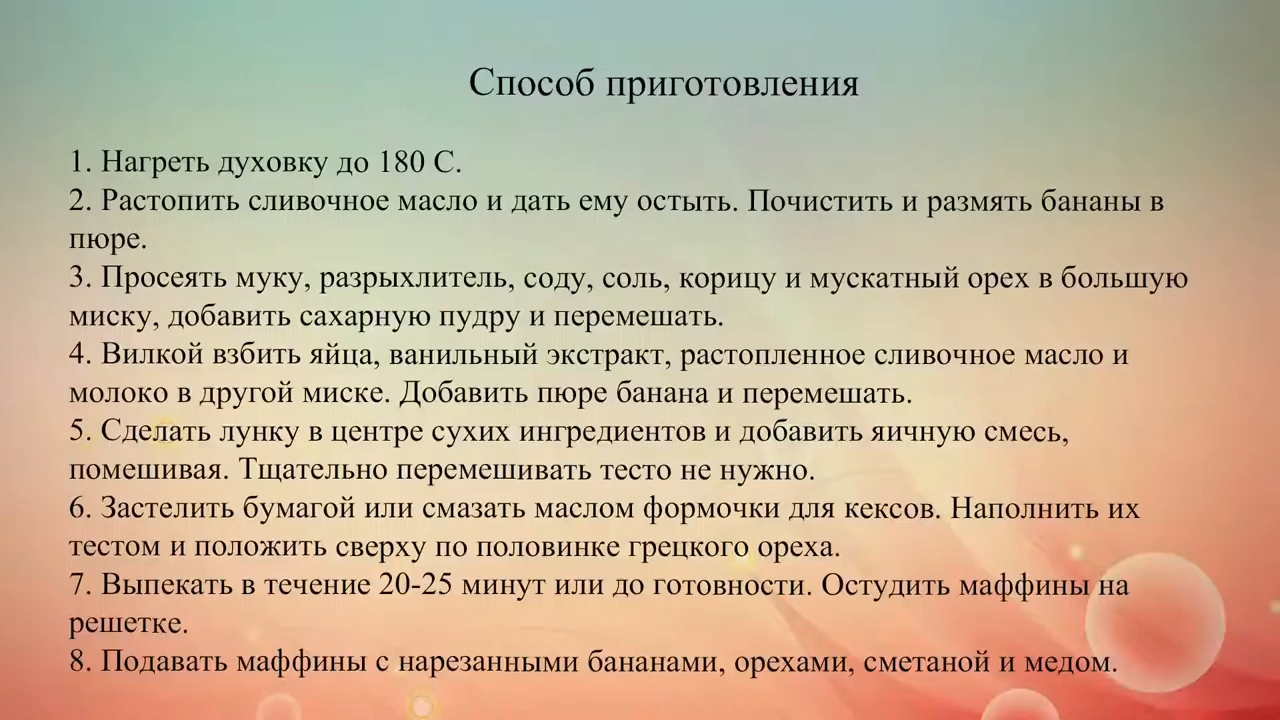 Способ приготовления
1. Нагреть духовку до 180 С.
2. Растопить сливочное масло и дать ему остыть. Почистить и размять бананы в
пюре.
3. Просеять муку, разрыхлитель, соду, соль, корицу и мускатный орех в большую
миску, добавить сахарную пудру и перемешать.
4. Вилкой взбить яйца, ванильный экстракт, растопленное сливочное масло и
молоко в другой миске. Добавить пюре банана и перемешать.
5. Сделать лунку в центре сухих ингредиентов и добавить яичную смесь,
помешивая. Тщательно перемешивать тесто не нужно.
6. Застелить бумагой или смазать маслом формочки для кексов. Наполнить их
тестом и положить сверху по половинке грецкого ореха.
7. Выпекать в течение 20-25 минут или до готовности. Остудить маффины на
решетке.
8. Подавать маффины с нарезанными бананами, орехами, сметаной и медом.